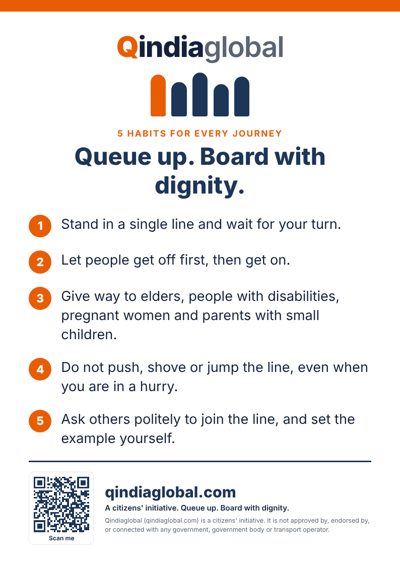 Qindiaglobal
5 HABITS FOR EVERY JOURNEY
Queue up. Board with
dignity.
1 Stand in a single line and wait for your turn.
2 Let people get off first, then get on.
3 Give way to elders, people with disabilities,
pregnant women and parents with small
children.
4 Do not push, shove or jump the line, even when
you are in a hurry.
5 Ask others politely to join the line, and set the
example yourself.
qindiaglobal.com
A citizens' initiative. Queue up. Board with dignity.
Qindiaglobal (qindiaglobal.com) is a citizens' initiative. It is not approved by, endorsed by,
or connected with any government, government body or transport operator.
Scan me